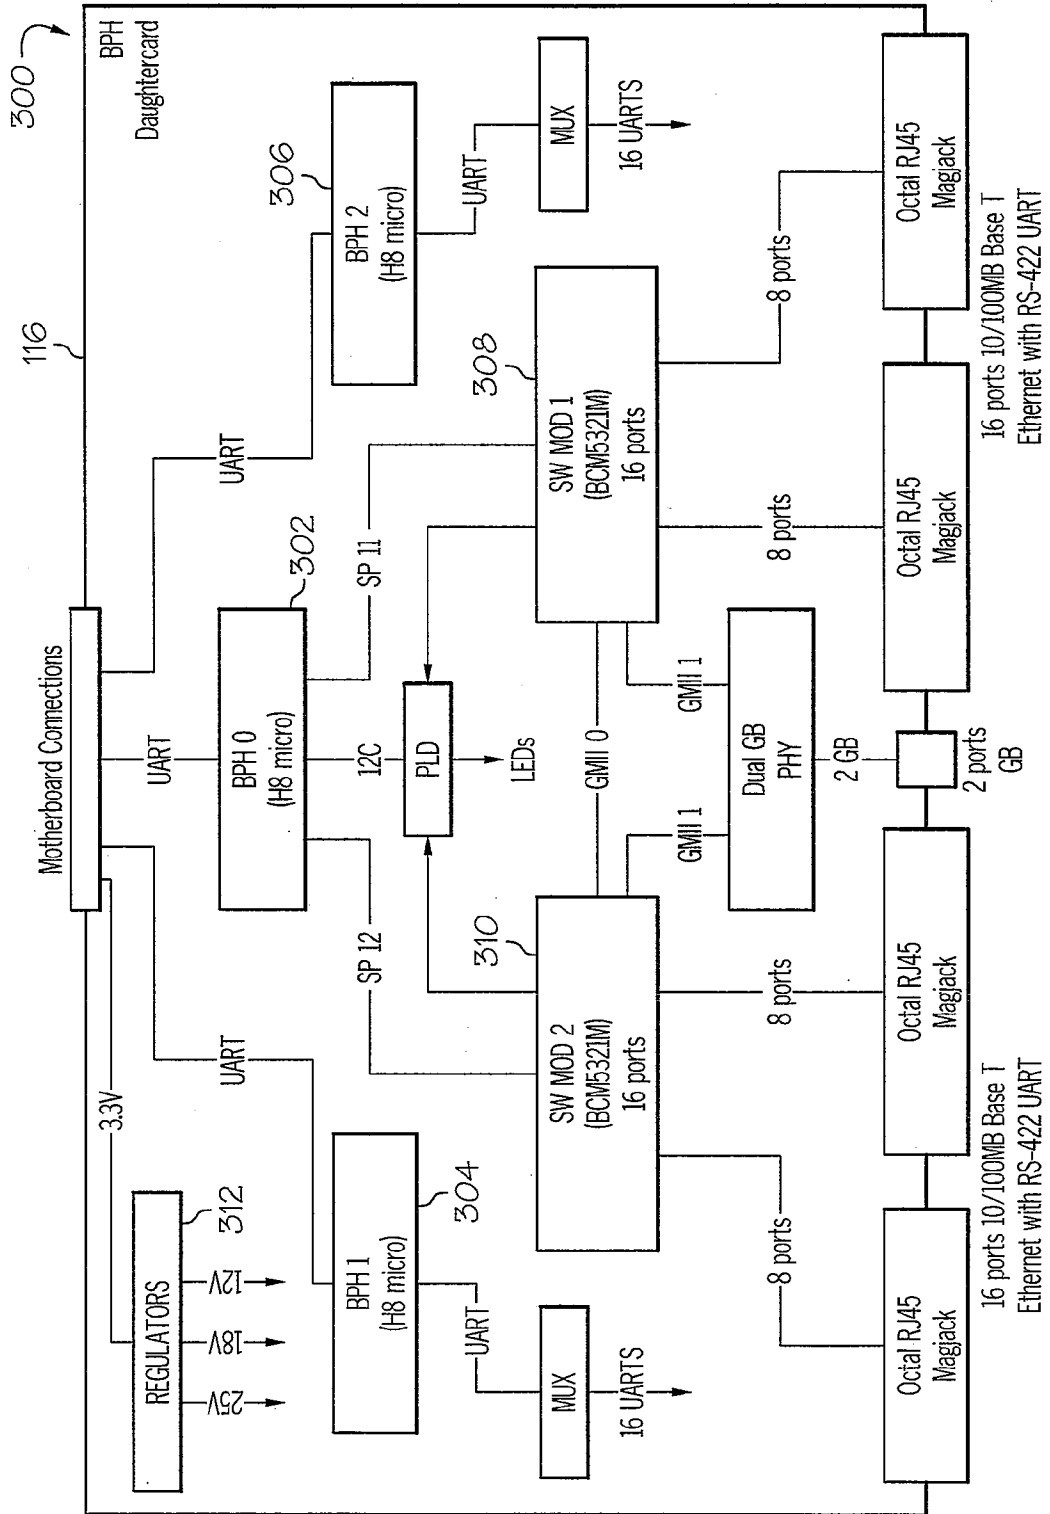 300
BPH
Daughtercard
116
Motherboard Connections
3.3V
REGULATORS
312
25V
18V
12V
UART
UART
UART
BPH 1
(H8 micro)
304
BPH 0
(H8 micro)
302
BPH 2
(H8 micro)
306
UART
MUX
16 UARTS
SP 12
12C
SP 11
PLD
LEDs
UART
MUX
16 UARTS
SW MOD 2
(BCM5321M)
16 ports
310
SW MOD 1
(BCM5321M)
16 ports
308
GMII 0
GMII 1
GMII 1
Dual GB
PHY
2 GB
8 ports
8 ports
8 ports
8 ports
Octal RJ45
Magjack
Octal RJ45
Magjack
2 ports
GB
Octal RJ45
Magjack
Octal RJ45
Magjack
16 ports 10/100MB Base T
Ethernet with RS-422 UART
16 ports 10/100MB Base T
Ethernet with RS-422 UART